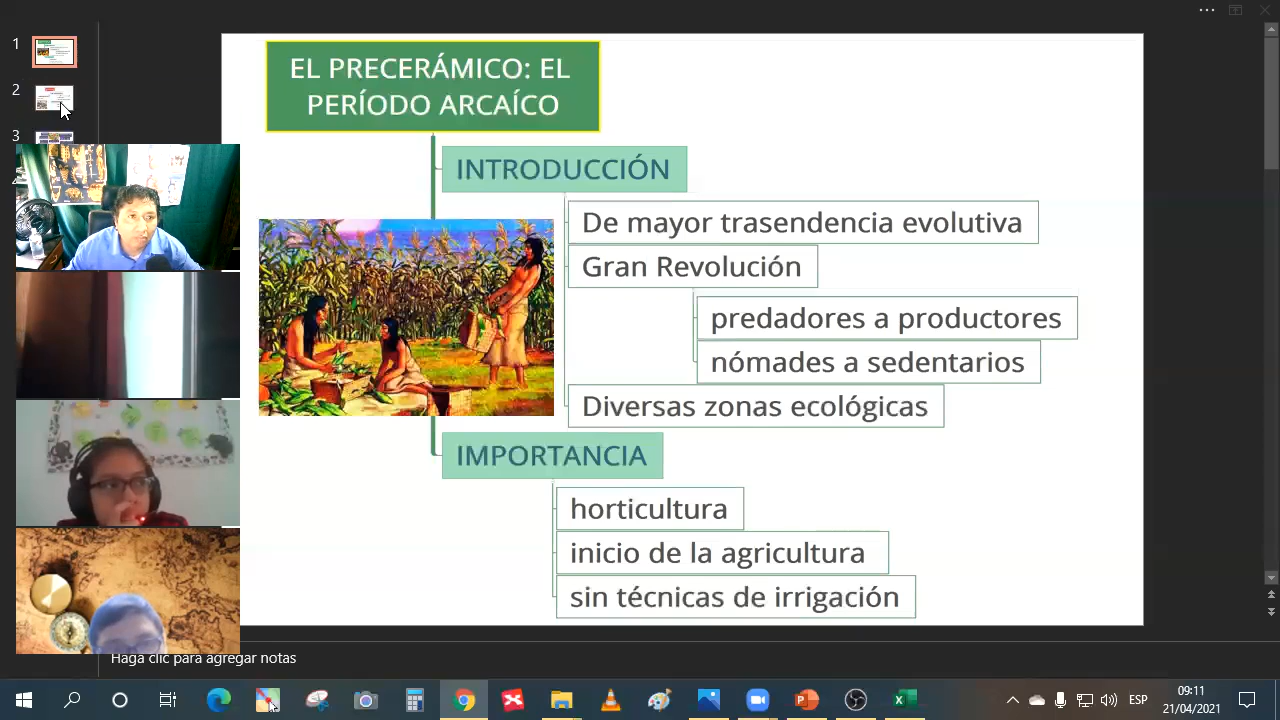 1
2
3
EL PRECERÁMICO: EL
PERÍODO ARCAÍCO
INTRODUCCIÓN
De mayor trasendencia evolutiva
Gran Revolución
predadores a productores
nómades a sedentarios
Diversas zonas ecológicas
IMPORTANCIA
horticultura
inicio de la agricultura
sin técnicas de irrigación
Haga clic para agregar notas
ESP
09:11
21/04/2021